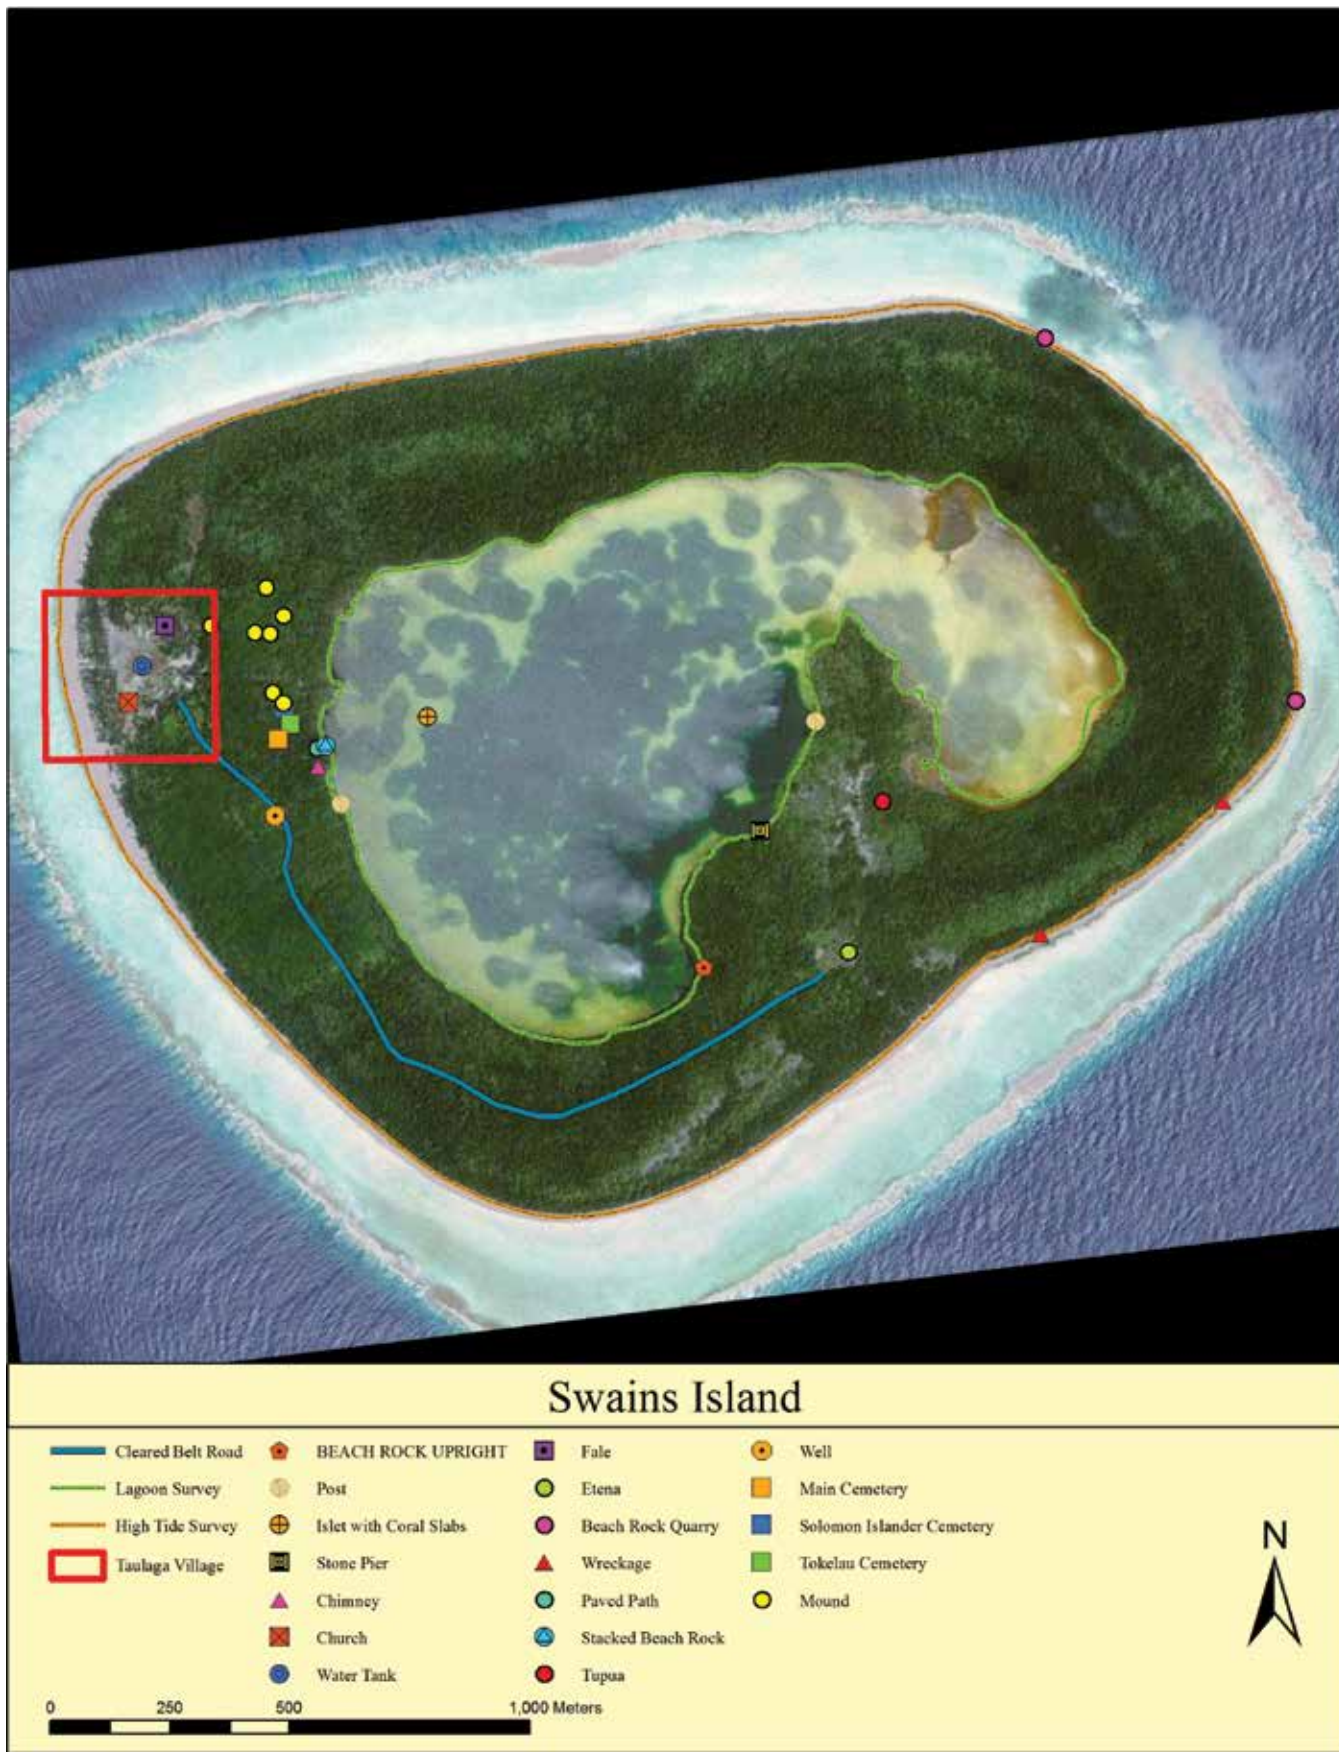 Swains Island
Cleared Belt Road
Lagoon Survey
High Tide Survey
Taulaga Village
BEACH ROCK UPRIGHT
Post
Islet with Coral Slabs
Stone Pier
Chimney
Church
Water Tank
Fale
Etena
Beach Rock Quarry
Wreckage
Paved Path
Stacked Beach Rock
Tupua
Well
Main Cemetery
Solomon Islander Cemetery
Tokelau Cemetery
Mound
N
0 250 500 1,000 Meters